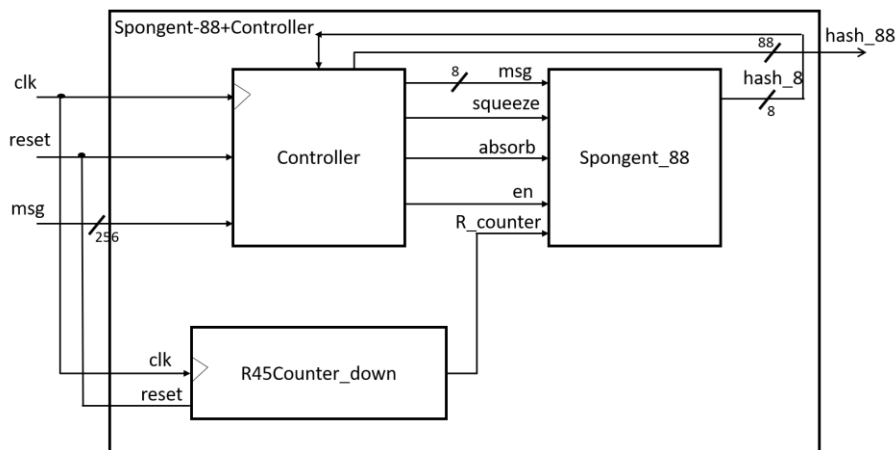 Spongent-88+Controller
hash_88
88
clk
8
msg
hash_8
squeeze
8
reset
Controller
absorb
Spongent_88
msg
256
en
R_counter
clk
R45Counter_down
reset